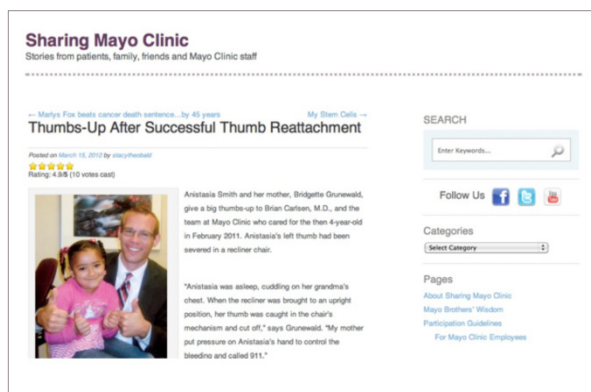 Sharing Mayo Clinic
Stories from patients, family, friends and Mayo Clinic staff
← Marlys Fox beats cancer death sentence...by 45 years
My Stem Cells →
Thumbs-Up After Successful Thumb Reattachment
Posted on March 15, 2012 by stacytheobald
Rating: 4.9/5 (10 votes cast)
Anistasia Smith and her mother, Bridgette Grunewald,
give a big thumbs-up to Brian Carlsen, M.D., and the
team at Mayo Clinic who cared for the then 4-year-old
in February 2011. Anistasia's left thumb had been
severed in a recliner chair.
"Anistasia was asleep, cuddling on her grandma's
chest. When the recliner was brought to an upright
position, her thumb was caught in the chair's
mechanism and cut off," says Grunewald. "My mother
put pressure on Anistasia's hand to control the
bleeding and called 911."
SEARCH
Enter Keywords...
Follow Us
Categories
Select Category
Pages
About Sharing Mayo Clinic
Mayo Brothers' Wisdom
Participation Guidelines
For Mayo Clinic Employees